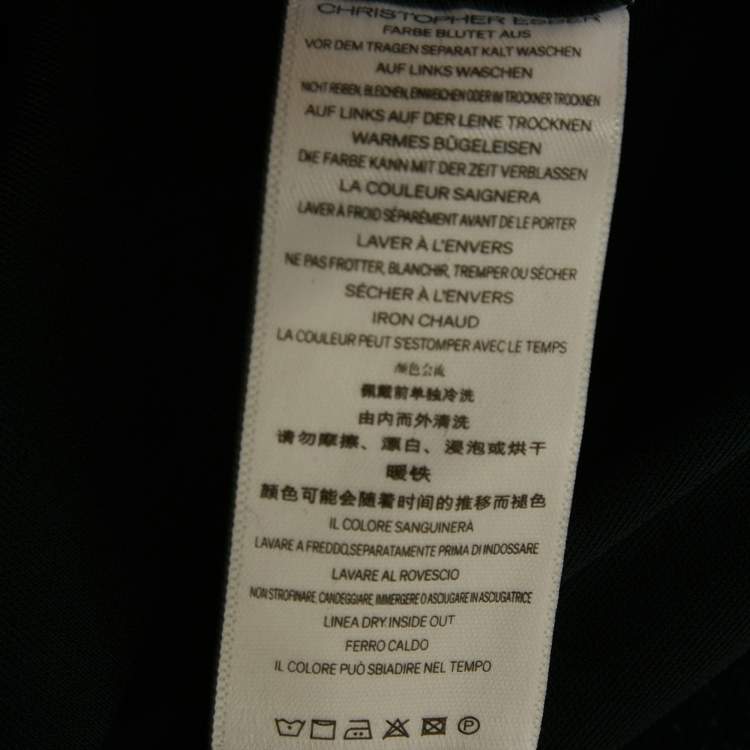 CHRISTOPHER ESBER
FARBE BLUTET AUS
VOR DEM TRAGEN SEPARAT KALT WASCHEN
AUF LINKS WASCHEN
NICHT REIBEN, BLEICHEN, EINWEICHEN ODER IM TROCKNER TROCKNEN
AUF LINKS AUF DER LEINE TROCKNEN
WARMES BÜGELEISEN
DIE FARBE KANN MIT DER ZEIT VERBLASSEN
LA COULEUR SAIGNERA
LAVER À FROID SÉPARÉMENT AVANT DE LE PORTER
LAVER À L'ENVERS
NE PAS FROTTER, BLANCHIR, TREMPER OU SÉCHER
SÉCHER À L'ENVERS
IRON CHAUD
LA COULEUR PEUT S'ESTOMPER AVEC LE TEMPS
颜色会流
佩戴前单独冷洗
由内而外清洗
请勿摩擦、漂白、浸泡或烘干
暖铁
颜色可能会随着时间的推移而褪色
IL COLORE SANGUINERÀ
LAVARE A FREDDO,SEPARATAMENTE PRIMA DI INDOSSARE
LAVARE AL ROVESCIO
NON STROFINARE, CANDEGGIARE, IMMERGERE O ASCIUGARE IN ASCIUGATRICE
LINEA DRY INSIDE OUT
FERRO CALDO
IL COLORE PUÒ SBIADIRE NEL TEMPO
P